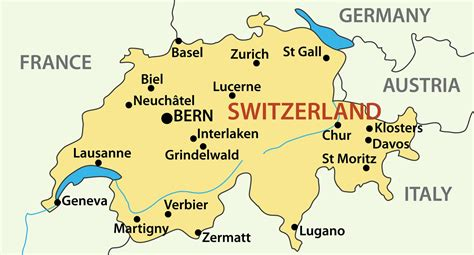 GERMANY
FRANCE
Basel
Zurich
St Gall
AUSTRIA
Biel
Lucerne
Neuchâtel
BERN
SWITZERLAND
Interlaken
Chur
Klosters
Davos
Lausanne
Grindelwald
St Moritz
ITALY
Geneva
Verbier
Martigny
Zermatt
Lugano